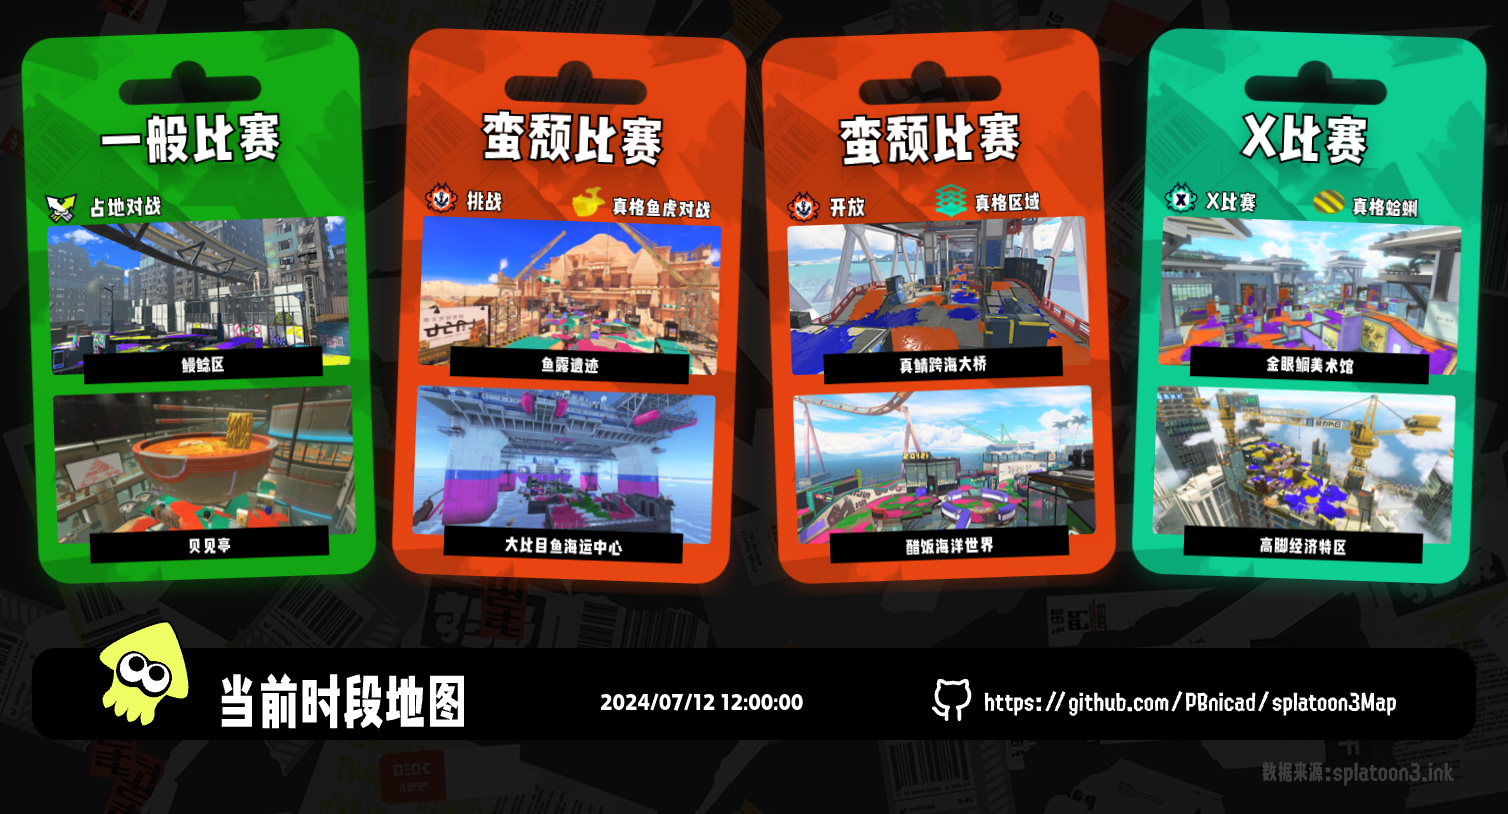 一般比赛
占地对战
鳗鲶区
贝见亭
蛮颓比赛
挑战
真格鱼虎对战
鱼露遗迹
大比目鱼海运中心
蛮颓比赛
开放
真格区域
真鲭跨海大桥
醋饭海洋世界
X比赛
X比赛
真格蛤蜊
金眼鲷美术馆
高脚经济特区
当前时段地图
2024/07/12 12:00:00
https://github.com/PBnicad/splatoon3Map
数据来源:splatoon3.ink